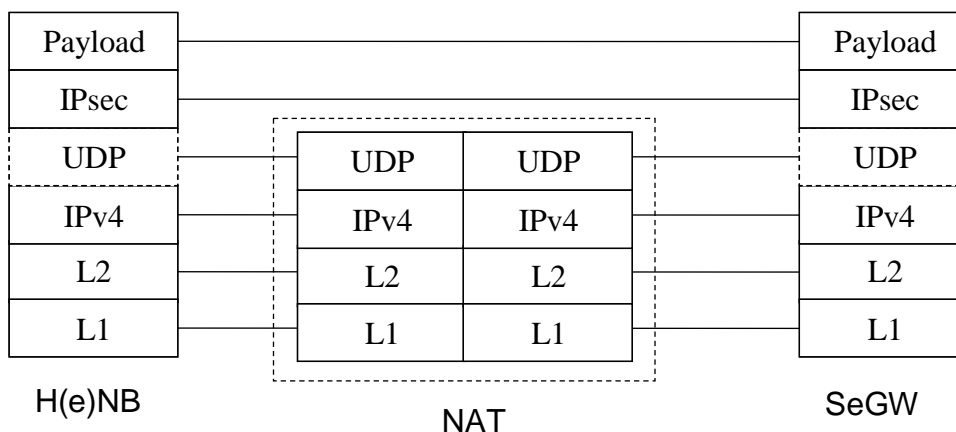 Payload
IPsec
UDP
IPv4
L2
L1
H(e)NB
UDP UDP
IPv4 IPv4
L2 L2
L1 L1
NAT
Payload
IPsec
UDP
IPv4
L2
L1
SeGW